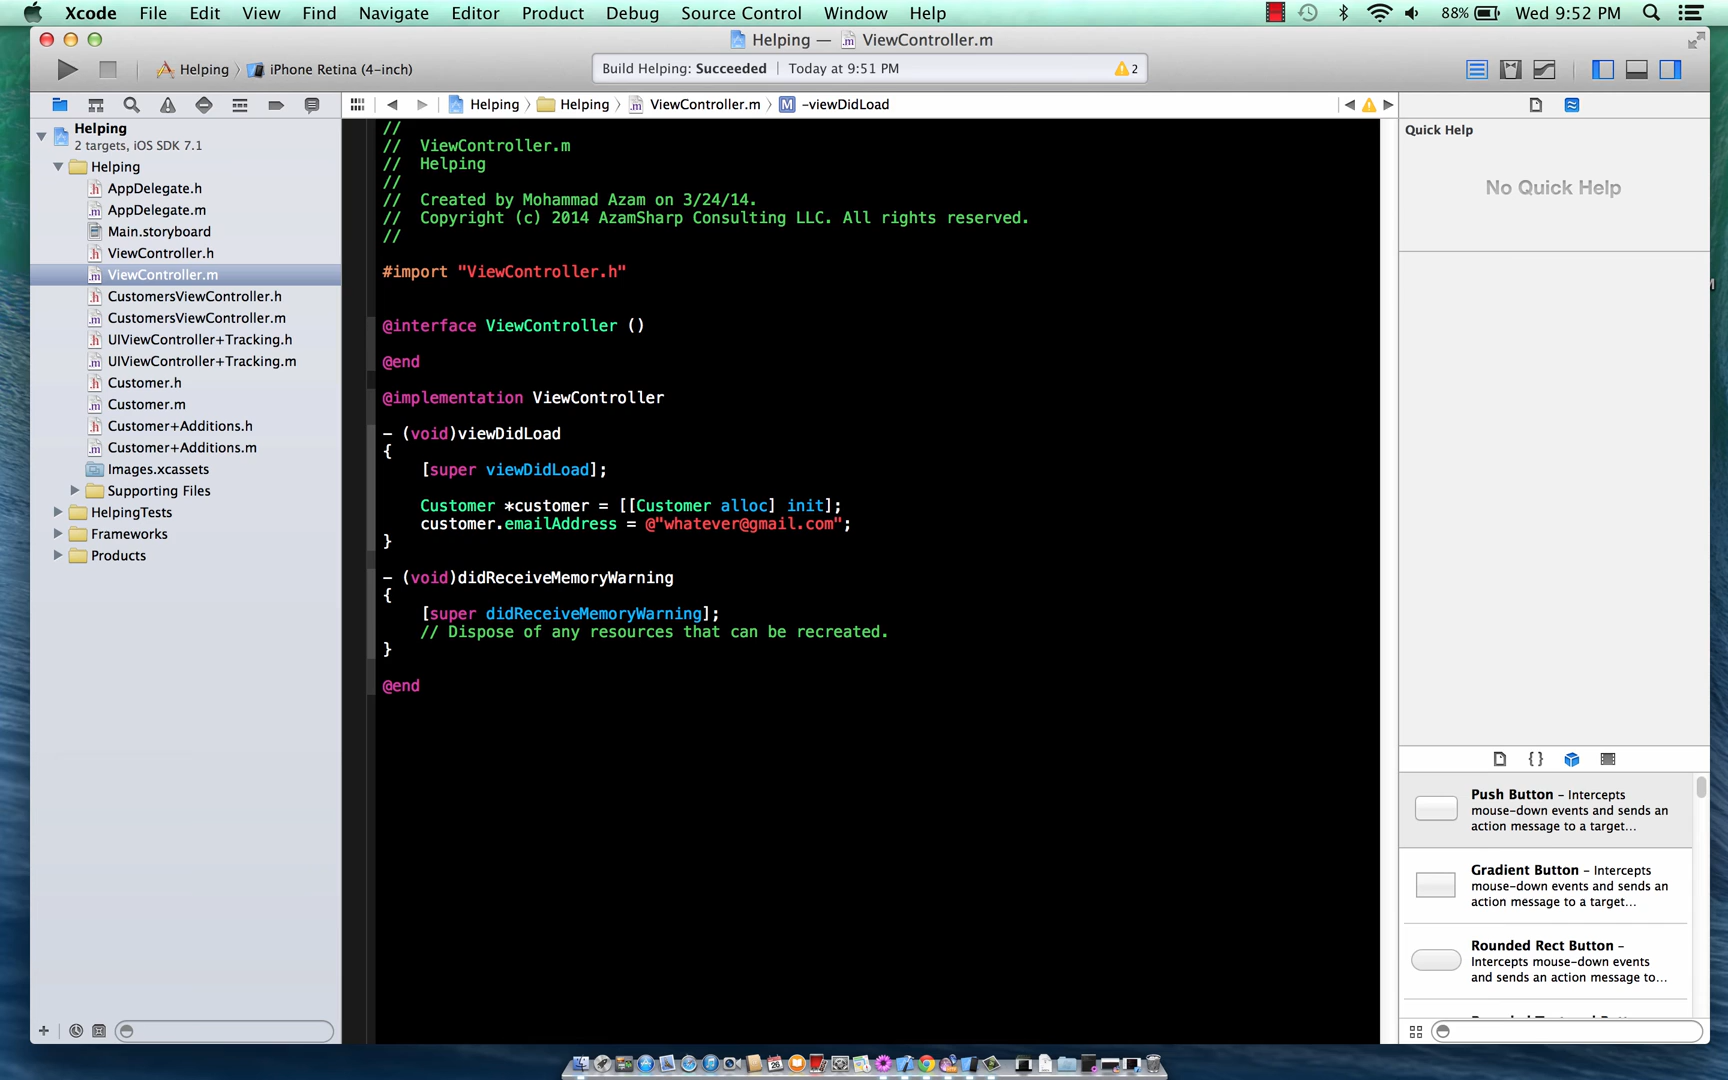 Xcode File Edit View Find Navigate Editor Product Debug Source Control Window Help 88% Wed 9:52 PM
Helping — ViewController.m
Helping iPhone Retina (4-inch)
Build Helping: Succeeded Today at 9:51 PM 2
Helping Helping ViewController.m M -viewDidLoad
Helping
2 targets, iOS SDK 7.1
Helping
AppDelegate.h
AppDelegate.m
Main.storyboard
ViewController.h
ViewController.m
CustomersViewController.h
CustomersViewController.m
UIViewController+Tracking.h
UIViewController+Tracking.m
Customer.h
Customer.m
Customer+Additions.h
Customer+Additions.m
Images.xcassets
Supporting Files
HelpingTests
Frameworks
Products
//
// ViewController.m
// Helping
//
// Created by Mohammad Azam on 3/24/14.
// Copyright (c) 2014 AzamSharp Consulting LLC. All rights reserved.
//
#import "ViewController.h"
@interface ViewController ()
@end
@implementation ViewController
- (void)viewDidLoad
{
[super viewDidLoad];
Customer *customer = [[Customer alloc] init];
customer.emailAddress = @"whatever@gmail.com";
}
- (void)didReceiveMemoryWarning
{
[super didReceiveMemoryWarning];
// Dispose of any resources that can be recreated.
}
@end
Quick Help
No Quick Help
Push Button - Intercepts
mouse-down events and sends an
action message to a target...
Gradient Button - Intercepts
mouse-down events and sends an
action message to a target...
Rounded Rect Button -
Intercepts mouse-down events
and sends an action message to...